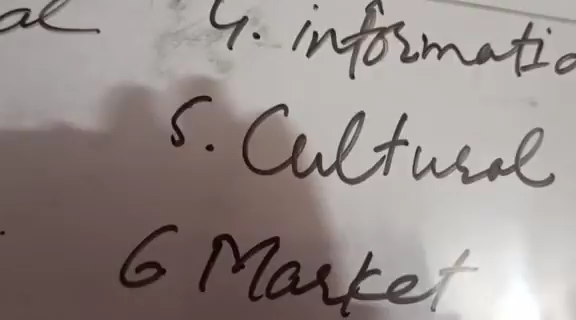 4. informatio
5. Cultural
6 Market